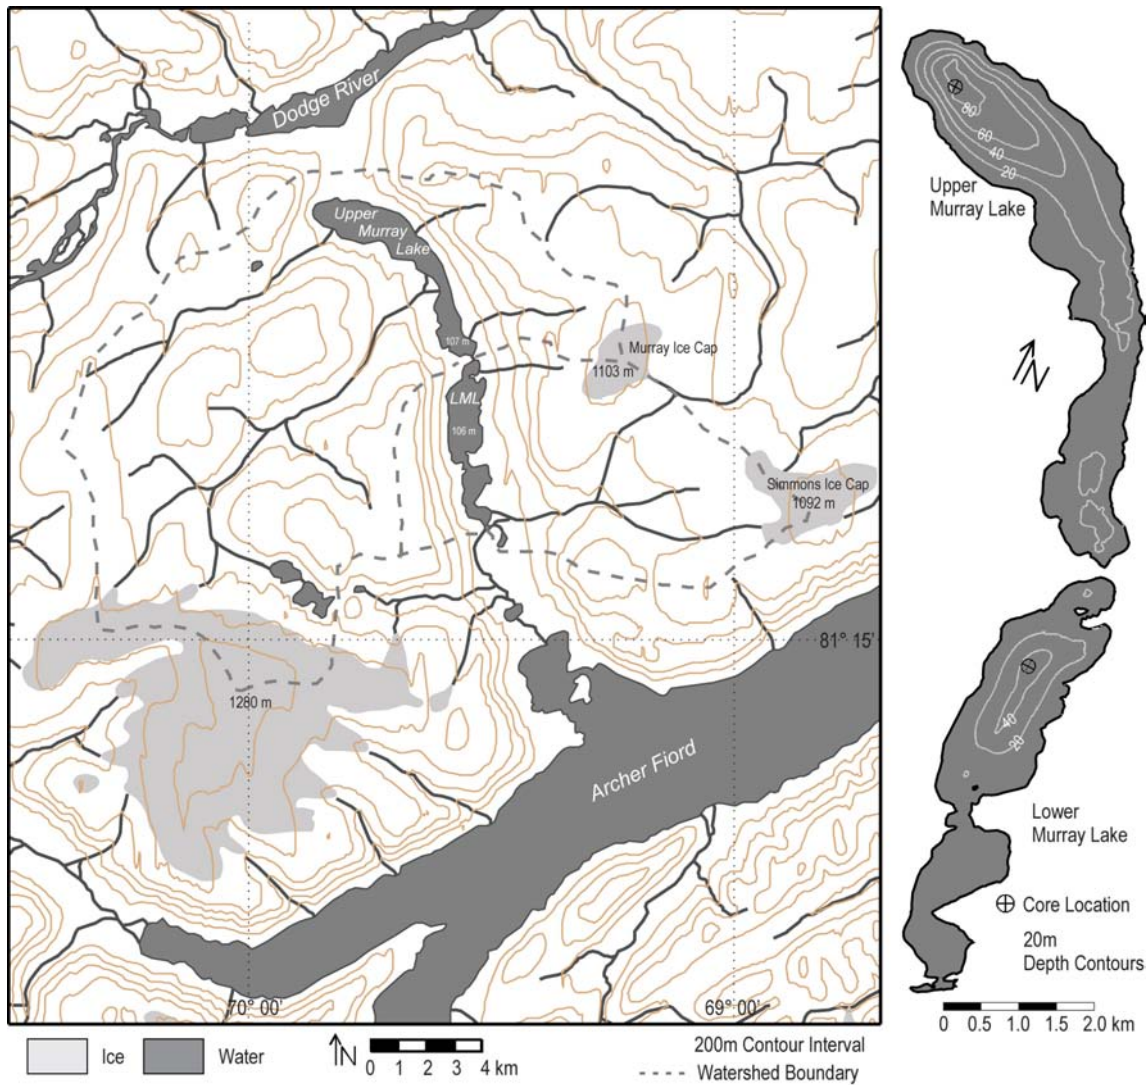 Dodge River
Upper
Murray
Lake
107 m
Murray Ice Cap
1103 m
LML
106 m
Simmons Ice Cap
1092 m
81° 15'
1280 m
Archer Fiord
70° 00'
69° 00'
Ice
Water
N
0 1 2 3 4 km
200m Contour Interval
Watershed Boundary
80
60
40
20
Upper
Murray Lake
N
40
20
Lower
Murray Lake
Core Location
20m
Depth Contours
0 0.5 1.0 1.5 2.0 km